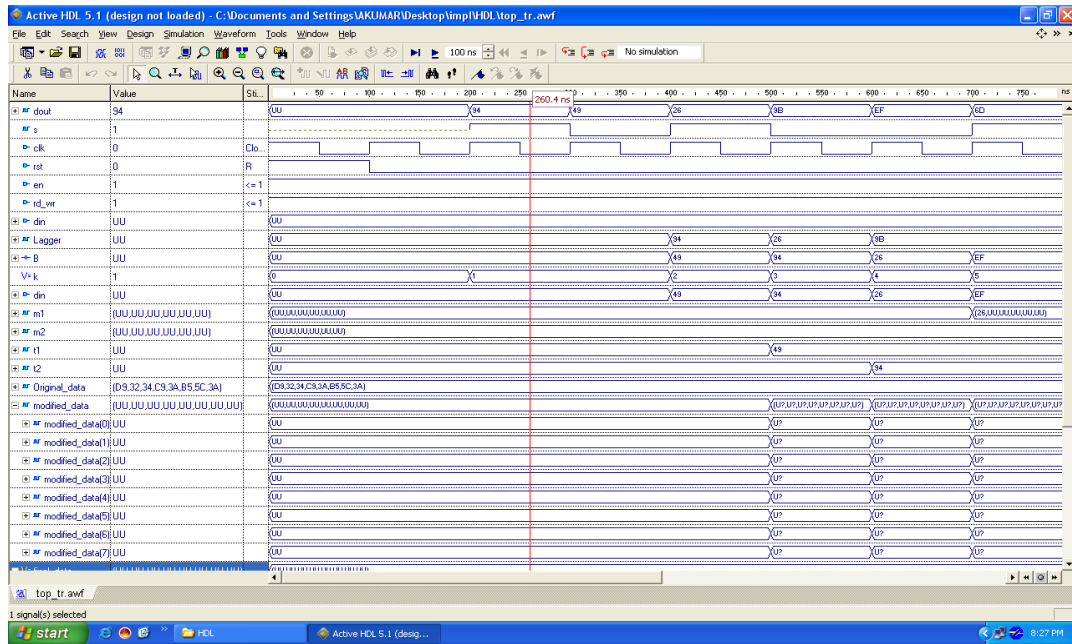 Active HDL 5.1 (design not loaded) - C:\Documents and Settings\AKUMAR\Desktop\impl\HDL\top_tr.awf
File Edit Search View Design Simulation Waveform Tools Window Help
100 ns No simulation
Name Value Sti... 50 100 150 200 250 350 400 450 500 550 600 650 700 750 ns
260.4 ns
dout 94 UU 94 49 26 9B EF 6D
s 1
clk 0 Clo...
rst 0 R
en 1 <= 1
rd_wr 1 <= 1
din UU UU
Lagger UU UU 94 26 9B
B UU UU 49 94 26 EF
V= k 1 0 1 2 3 4 5
din UU UU 49 94 26 EF
m1 (UU,UU,UU,UU,UU,UU) (UU,UU,UU,UU,UU,UU) (26,UU,UU,UU,UU,UU)
m2 (UU,UU,UU,UU,UU,UU) (UU,UU,UU,UU,UU,UU)
t1 UU UU 49
t2 UU UU 94
Original_data (D9,32,34,C9,3A,B5,5C,3A) (D9,32,34,C9,3A,B5,5C,3A)
modified_data (UU,UU,UU,UU,UU,UU,UU,UU) (UU,UU,UU,UU,UU,UU,UU,UU) (U?,U?,U?,U?,U?,U?,U?,U?) (U?,U?,U?,U?,U?,U?,U?,U?) (U?,U?,U?,U?,U?,U?,U?,U?
modified_data(0) UU UU U? U? U?
modified_data(1) UU UU U? U? U?
modified_data(2) UU UU U? U? U?
modified_data(3) UU UU U? U? U?
modified_data(4) UU UU U? U? U?
modified_data(5) UU UU U? U? U?
modified_data(6) UU UU U? U? U?
modified_data(7) UU UU U? U? U?
top_tr.awf
1 signal(s) selected
start HDL Active HDL 5.1 (desig... 8:27 PM